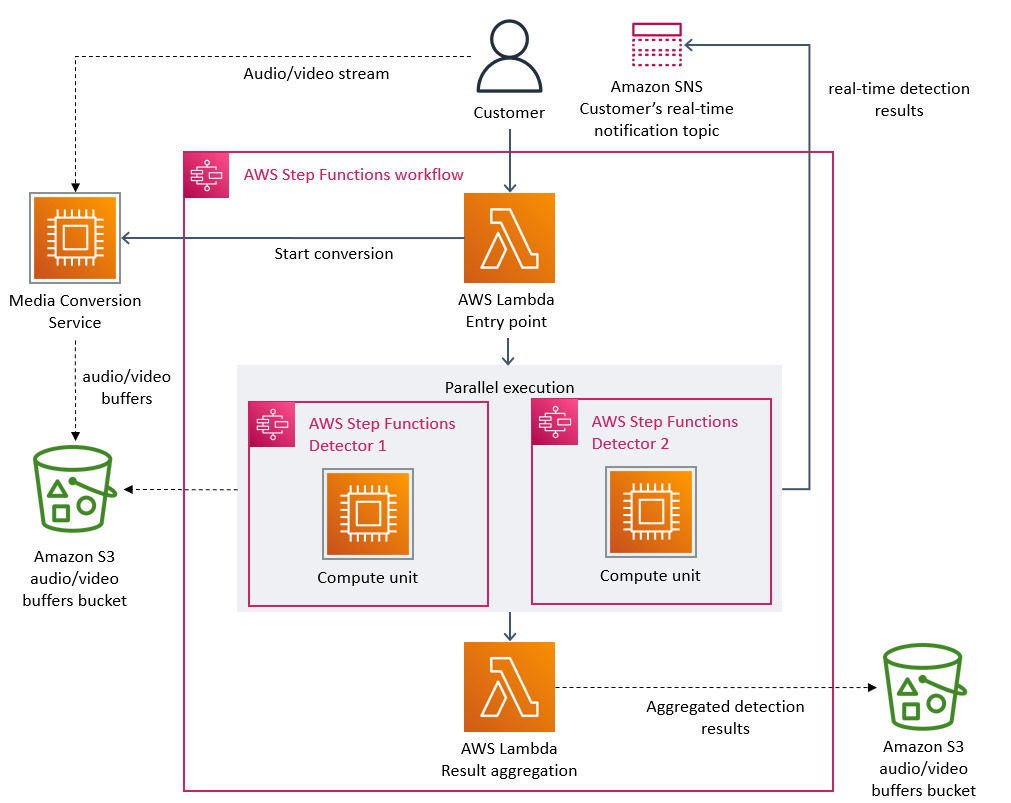 Audio/video stream
Customer
Amazon SNS
Customer's real-time
notification topic
real-time detection
results
AWS Step Functions workflow
Start conversion
Media Conversion
Service
AWS Lambda
Entry point
audio/video
buffers
Parallel execution
AWS Step Functions
Detector 1
Compute unit
AWS Step Functions
Detector 2
Compute unit
Amazon S3
audio/video
buffers bucket
AWS Lambda
Result aggregation
Aggregated detection
results
Amazon S3
audio/video
buffers bucket